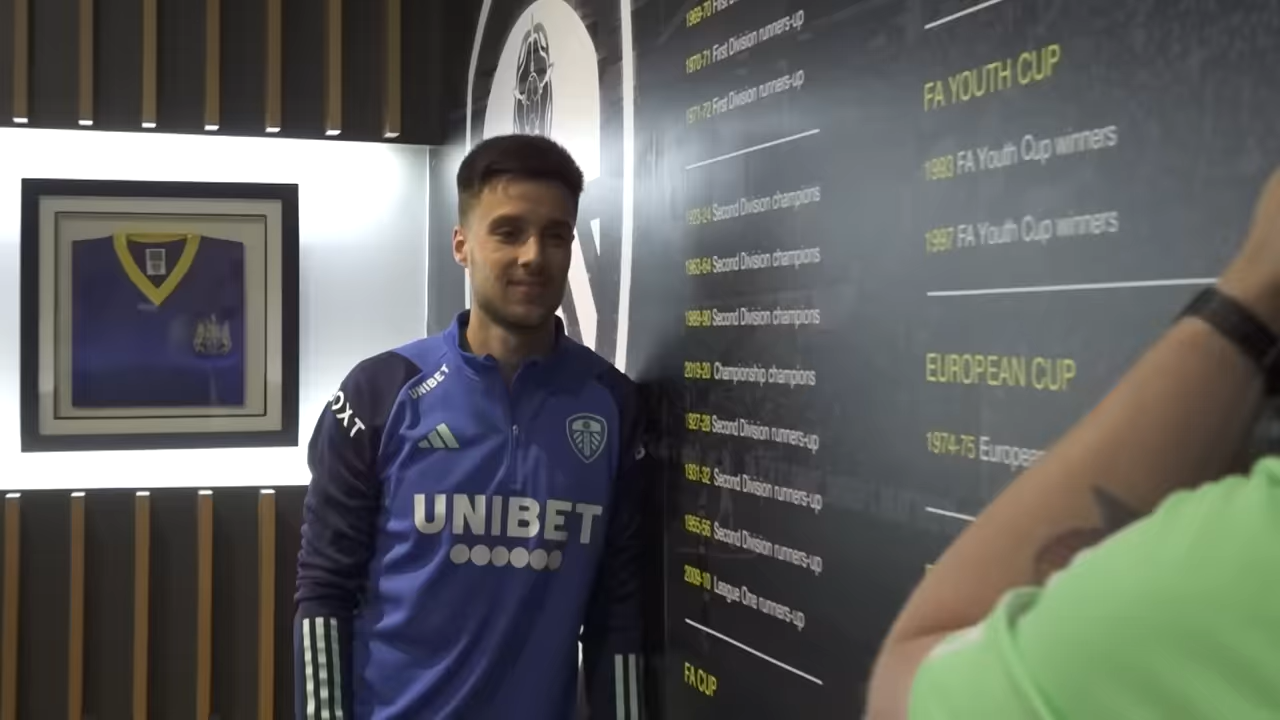 1969-70 First
1970-71 First Division runners-up
1971-72 First Division runners-up
1923-24 Second Division champions
1963-64 Second Division champions
1989-90 Second Division champions
2019-20 Championship champions
1927-28 Second Division runners-up
1931-32 Second Division runners-up
1955-56 Second Division runners-up
2009-10 League One runners-up
FA CUP
FA YOUTH CUP
1993 FA Youth Cup winners
1997 FA Youth Cup winners
EUROPEAN CUP
1974-75 European
UNIBET
UNIBET